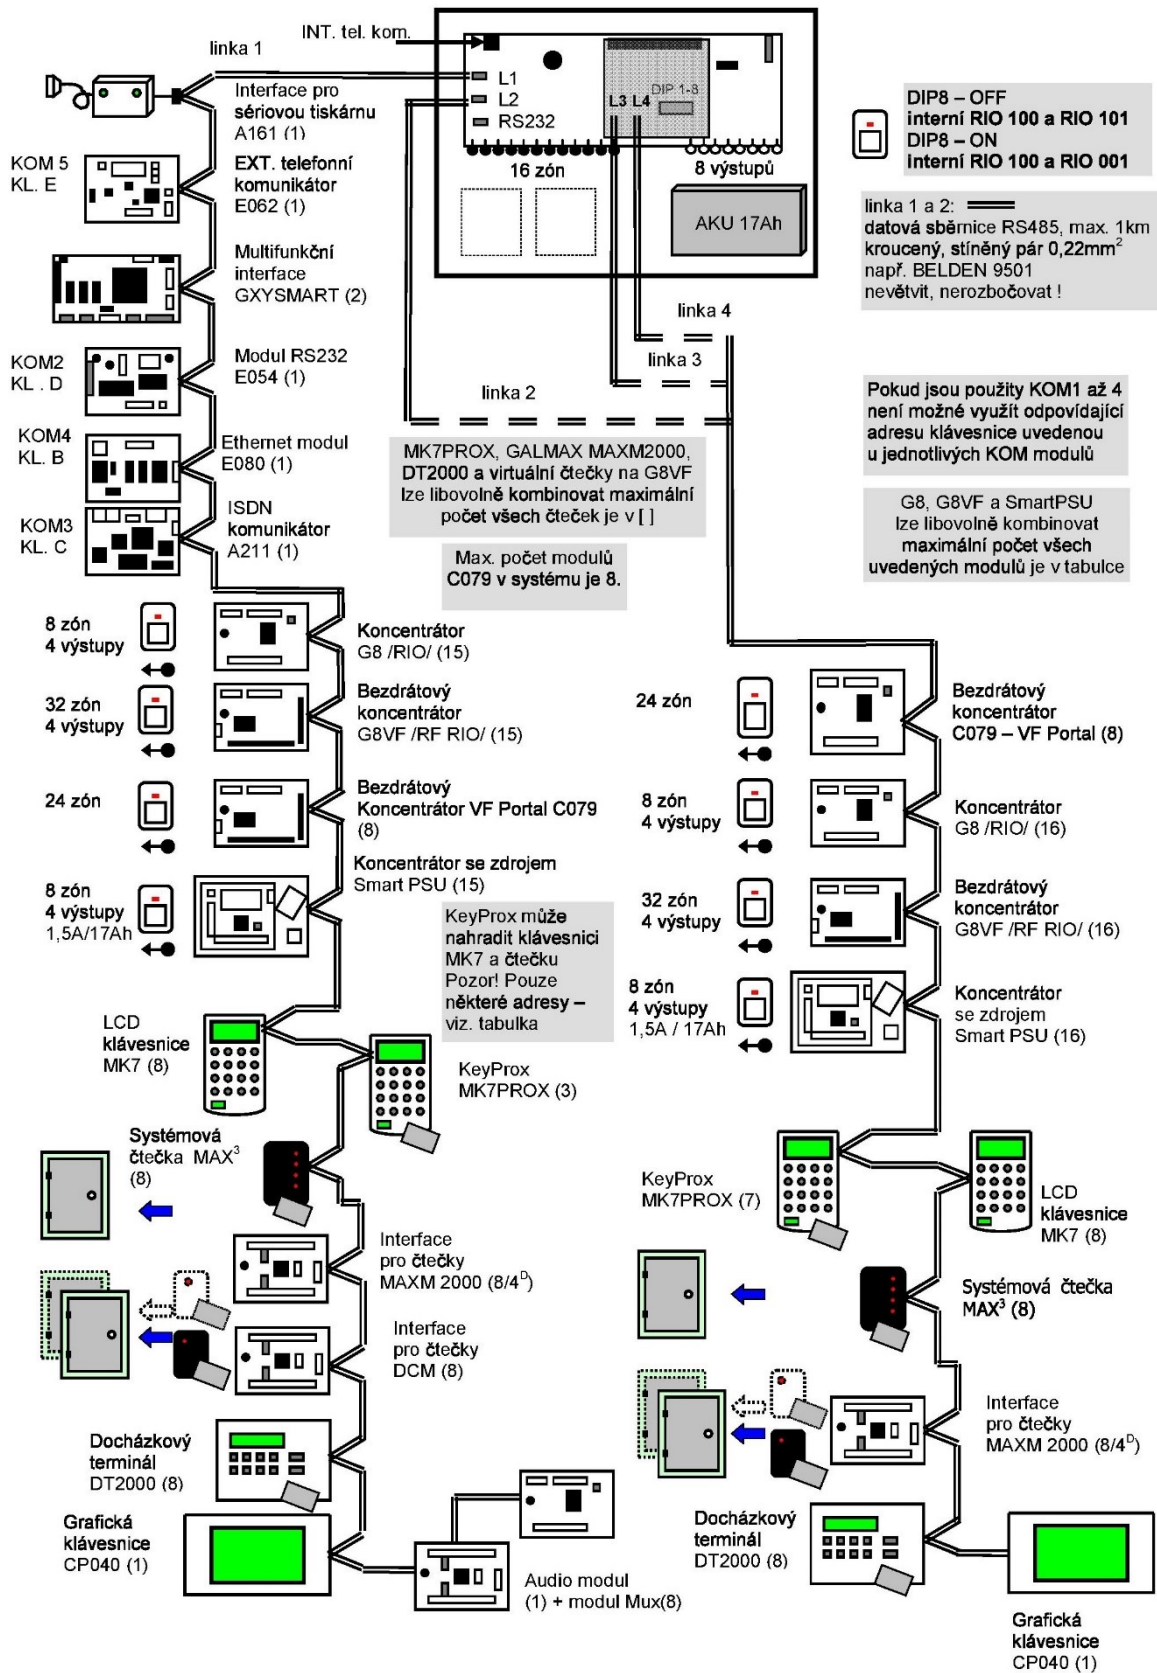 linka 1
INT. tel. kom.
L1
L2
RS232
L3 L4
DIP 1-8
16 zón
8 výstupů
AKU 17Ah
DIP8 – OFF
interní RIO 100 a RIO 101
DIP8 – ON
interní RIO 100 a RIO 001
linka 1 a 2:
datová sběrnice RS485, max. 1km
kroucený, stíněný pár 0,22mm²
např. BELDEN 9501
nevětvit, nerozbočovat !
Interface pro
sériovou tiskárnu
A161 (1)
KOM 5
KL. E
EXT. telefonní
komunikátor
E062 (1)
Multifunkční
interface
GXYSMART (2)
KOM2
KL . D
Modul RS232
E054 (1)
KOM4
KL. B
Ethernet modul
E080 (1)
KOM3
KL. C
ISDN
komunikátor
A211 (1)
linka 4
linka 3
linka 2
MK7PROX, GALMAX MAXM2000,
DT2000 a virtuální čtečky na G8VF
lze libovolně kombinovat maximální
počet všech čteček je v [ ]
Max. počet modulů
C079 v systému je 8.
Pokud jsou použity KOM1 až 4
není možné využít odpovídající
adresu klávesnice uvedenou
u jednotlivých KOM modulů
G8, G8VF a SmartPSU
lze libovolně kombinovat
maximální počet všech
uvedených modulů je v tabulce
8 zón
4 výstupy
Koncentrátor
G8 /RIO/ (15)
32 zón
4 výstupy
Bezdrátový
koncentrátor
G8VF /RF RIO/ (15)
24 zón
Bezdrátový
Koncentrátor VF Portal C079
(8)
8 zón
4 výstupy
1,5A/17Ah
Koncentrátor se zdrojem
Smart PSU (15)
KeyProx může
nahradit klávesnici
MK7 a čtečku
Pozor! Pouze
některé adresy –
viz. tabulka
LCD
klávesnice
MK7 (8)
KeyProx
MK7PROX (3)
Systémová
čtečka MAX³
(8)
Interface
pro čtečky
MAXM 2000 (8/4ᴰ)
Interface
pro čtečky
DCM (8)
Docházkový
terminál
DT2000 (8)
Grafická
klávesnice
CP040 (1)
Audio modul
(1) + modul Mux(8)
24 zón
Bezdrátový
koncentrátor
C079 – VF Portal (8)
8 zón
4 výstupy
Koncentrátor
G8 /RIO/ (16)
32 zón
4 výstupy
Bezdrátový
koncentrátor
G8VF /RF RIO/ (16)
8 zón
4 výstupy
1,5A / 17Ah
Koncentrátor
se zdrojem
Smart PSU (16)
KeyProx
MK7PROX (7)
LCD
klávesnice
MK7 (8)
Systémová čtečka
MAX³ (8)
Interface
pro čtečky
MAXM 2000 (8/4ᴰ)
Docházkový
terminál
DT2000 (8)
Grafická
klávesnice
CP040 (1)